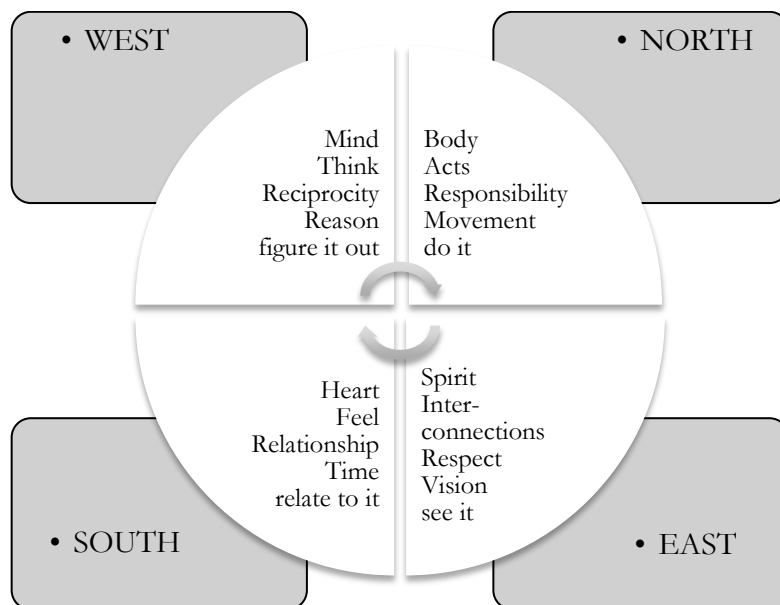 • WEST
• NORTH
Mind
Think
Reciprocity
Reason
figure it out
Body
Acts
Responsibility
Movement
do it
Heart
Feel
Relationship
Time
relate to it
Spirit
Inter-
connections
Respect
Vision
see it
• SOUTH
• EAST